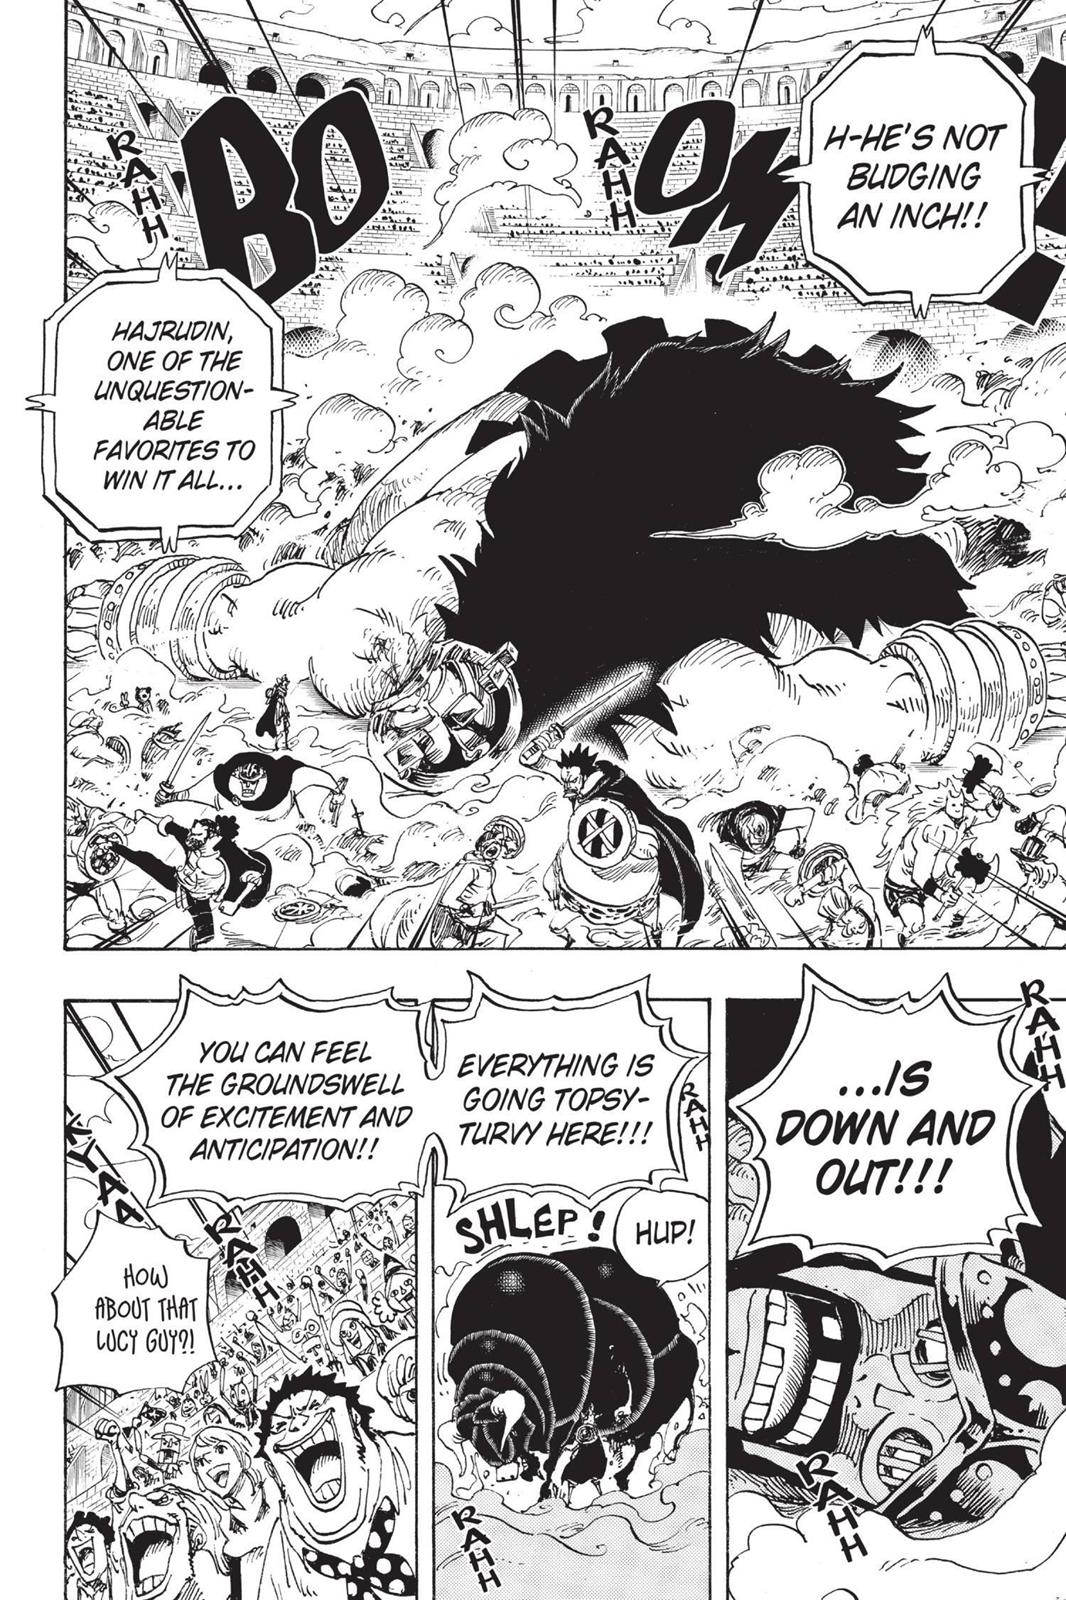 H-HE'S NOT
BUDGING
AN INCH!!
BOOM
RAHH
RAHH
HAJRUDIN,
ONE OF THE
UNQUESTION-
ABLE
FAVORITES TO
WIN IT ALL...
...IS
DOWN AND
OUT!!!
RAHH
RAHH
EVERYTHING IS
GOING TOPSY-
TURVY HERE!!!
RAHH
SHLEP!
HUP!
RAHH
YOU CAN FEEL
THE GROUNDSWELL
OF EXCITEMENT AND
ANTICIPATION!!
KYAA
RAHH
HOW
ABOUT THAT
LUCY GUY?!